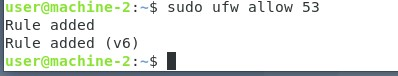 user@machine-2:~$ sudo ufw allow 53
Rule added
Rule added (v6)
user@machine-2:~$